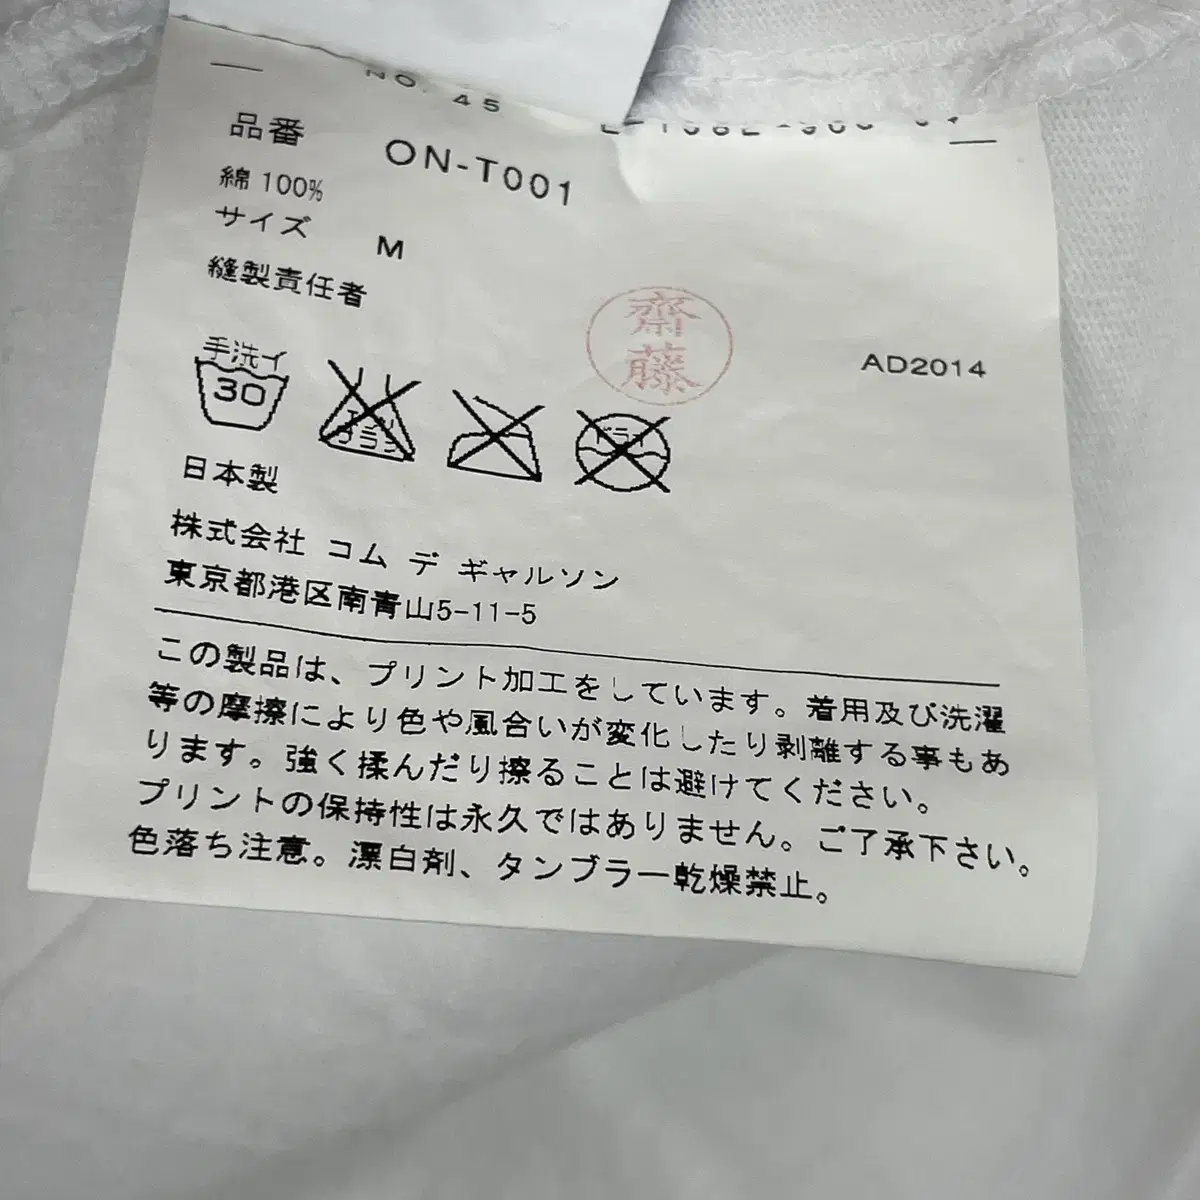 NO. 45
品番 ON-T001
綿 100%
サイズ M
縫製責任者
齋藤
AD2014
手洗イ
30
日本製
株式会社 コム デ ギャルソン
東京都港区南青山5-11-5
この製品は、プリント加工をしています。着用及び洗濯
等の摩擦により色や風合いが変化したり剥離する事もあ
ります。強く揉んだり擦ることは避けてください。
プリントの保持性は永久ではありません。ご了承下さい。
色落ち注意。漂白剤、タンブラー乾燥禁止。